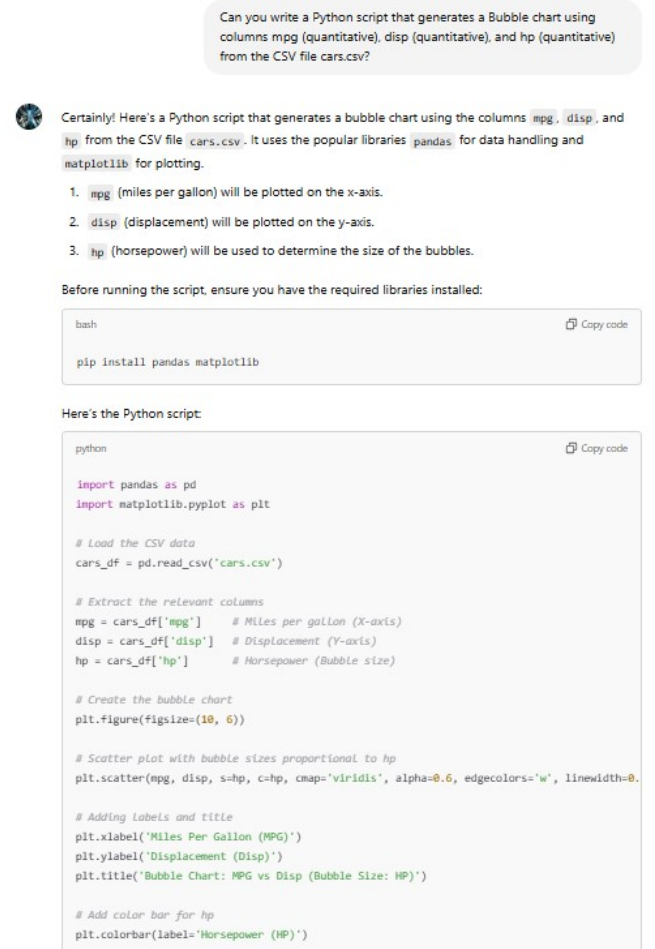 Can you write a Python script that generates a Bubble chart using
columns mpg (quantitative), disp (quantitative), and hp (quantitative)
from the CSV file cars.csv?
Certainly! Here's a Python script that generates a bubble chart using the columns mpg, disp, and
hp from the CSV file cars.csv. It uses the popular libraries pandas for data handling and
matplotlib for plotting.
1. mpg (miles per gallon) will be plotted on the x-axis.
2. disp (displacement) will be plotted on the y-axis.
3. hp (horsepower) will be used to determine the size of the bubbles.
Before running the script, ensure you have the required libraries installed:
bash Copy code
pip install pandas matplotlib
Here's the Python script:
python Copy code
import pandas as pd
import matplotlib.pyplot as plt
# Load the CSV data
cars_df = pd.read_csv('cars.csv')
# Extract the relevant columns
mpg = cars_df['mpg'] # Miles per gallon (X-axis)
disp = cars_df['disp'] # Displacement (Y-axis)
hp = cars_df['hp'] # Horsepower (Bubble size)
# Create the bubble chart
plt.figure(figsize=(10, 6))
# Scatter plot with bubble sizes proportional to hp
plt.scatter(mpg, disp, s=hp, c=hp, cmap='viridis', alpha=0.6, edgecolors='w', linewidth=0.
# Adding labels and title
plt.xlabel('Miles Per Gallon (MPG)')
plt.ylabel('Displacement (Disp)')
plt.title('Bubble Chart: MPG vs Disp (Bubble Size: HP)')
# Add color bar for hp
plt.colorbar(label='Horsepower (HP)')